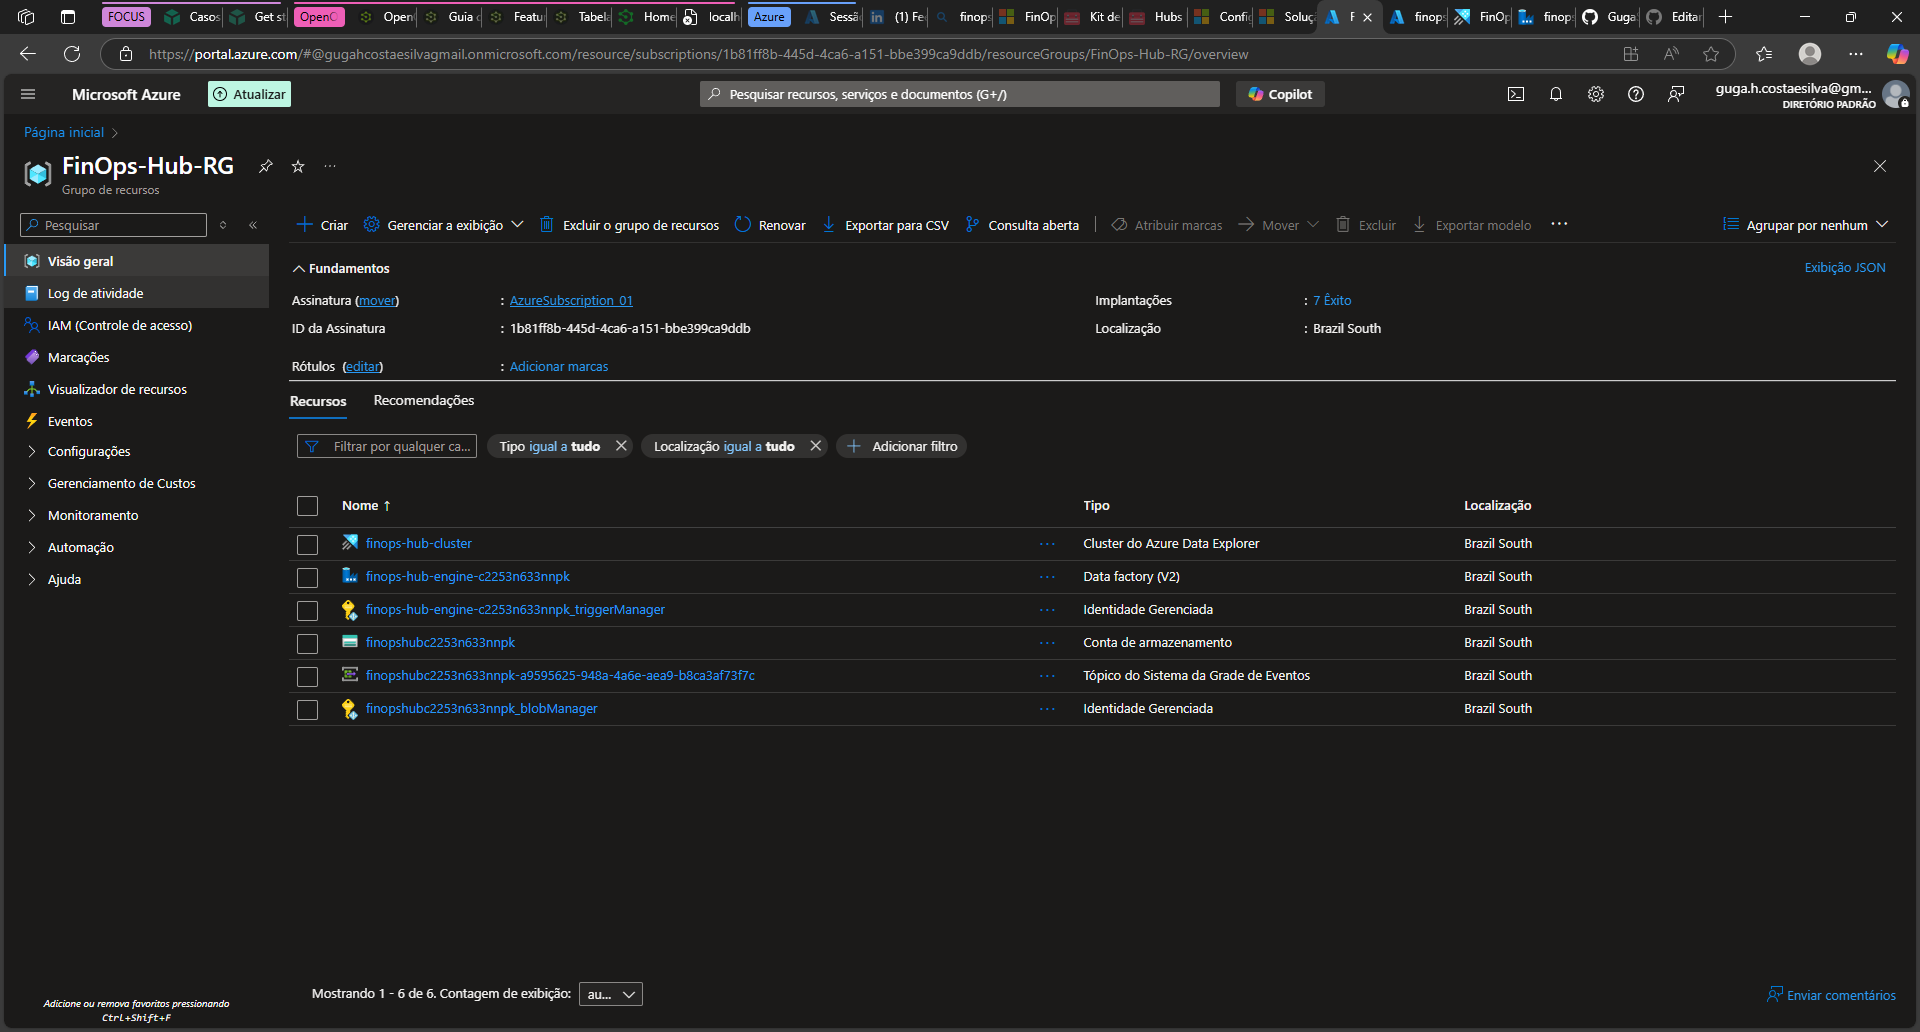 FOCUS Casos Get st OpenC Openf Guia c Featur Tabela Home localh Azure Sessã (1) Fe finops FinOp Kit de Hubs Config Soluç F finops FinOp finop Guga Editar
https://portal.azure.com/#@gugahcostaesilvagmail.onmicrosoft.com/resource/subscriptions/1b81ff8b-445d-4ca6-a151-bbe399ca9ddb/resourceGroups/FinOps-Hub-RG/overview
Microsoft Azure Atualizar Pesquisar recursos, serviços e documentos (G+/) Copilot guga.h.costaesilva@gm...
DIRETÓRIO PADRÃO
Página inicial >
FinOps-Hub-RG ...
Grupo de recursos
Pesquisar
Criar Gerenciar a exibição Excluir o grupo de recursos Renovar Exportar para CSV Consulta aberta Atribuir marcas Mover Excluir Exportar modelo ... Agrupar por nenhum
Visão geral
Log de atividade
IAM (Controle de acesso)
Marcações
Visualizador de recursos
Eventos
Configurações
Gerenciamento de Custos
Monitoramento
Automação
Ajuda
Fundamentos Exibição JSON
Assinatura (mover) : AzureSubscription_01 Implantações : 7 Êxito
ID da Assinatura : 1b81ff8b-445d-4ca6-a151-bbe399ca9ddb Localização : Brazil South
Rótulos (editar) : Adicionar marcas
Recursos Recomendações
Filtrar por qualquer ca... Tipo igual a tudo Localização igual a tudo Adicionar filtro
Nome ↑ Tipo Localização
finops-hub-cluster ... Cluster do Azure Data Explorer Brazil South
finops-hub-engine-c2253n633nnpk ... Data factory (V2) Brazil South
finops-hub-engine-c2253n633nnpk_triggerManager ... Identidade Gerenciada Brazil South
finopshubc2253n633nnpk ... Conta de armazenamento Brazil South
finopshubc2253n633nnpk-a9595625-948a-4a6e-aea9-b8ca3af73f7c ... Tópico do Sistema da Grade de Eventos Brazil South
finopshubc2253n633nnpk_blobManager ... Identidade Gerenciada Brazil South
Mostrando 1 - 6 de 6. Contagem de exibição: au...
Enviar comentários
Adicione ou remova favoritos pressionando
Ctrl+Shift+F